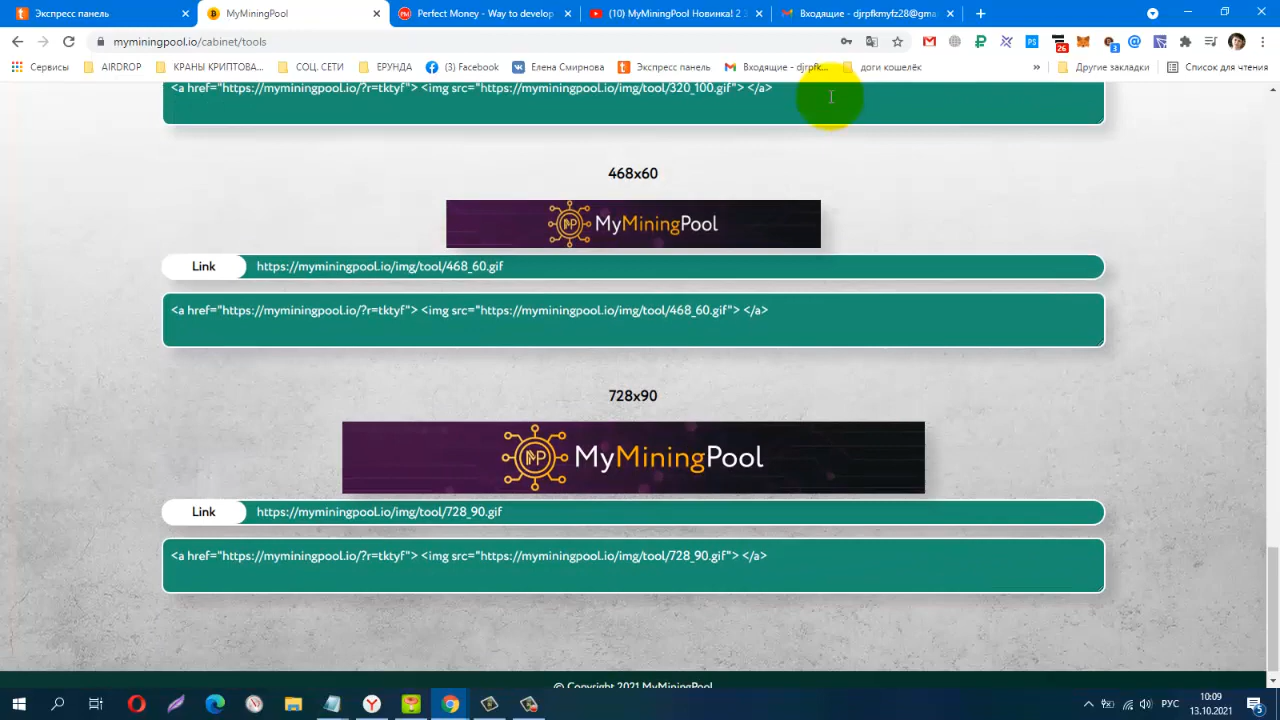 Экспресс панель
MyMiningPool
Perfect Money - Way to develop
(10) MyMiningPool Новинка! 2 3
Входящие - djrpfkmyfz28@gma
myminingpool.io/cabinet/tools
26
3
Сервисы
AIRDROP
КРАНЫ КРИПТОВА...
СОЦ. СЕТИ
ЕРУНДА
(3) Facebook
Елена Смирнова
Экспресс панель
Входящие - djrpfk...
доги кошелёк
»
Другие закладки
Список для чтения
<a href="https://myminingpool.io/?r=tktyf"> <img src="https://myminingpool.io/img/tool/320_100.gif"> </a>
468x60
MyMiningPool
Link
https://myminingpool.io/img/tool/468_60.gif
<a href="https://myminingpool.io/?r=tktyf"> <img src="https://myminingpool.io/img/tool/468_60.gif"> </a>
728x90
MyMiningPool
Link
https://myminingpool.io/img/tool/728_90.gif
<a href="https://myminingpool.io/?r=tktyf"> <img src="https://myminingpool.io/img/tool/728_90.gif"> </a>
© Copyright 2021 MyMiningPool
РУС
10:09
13.10.2021